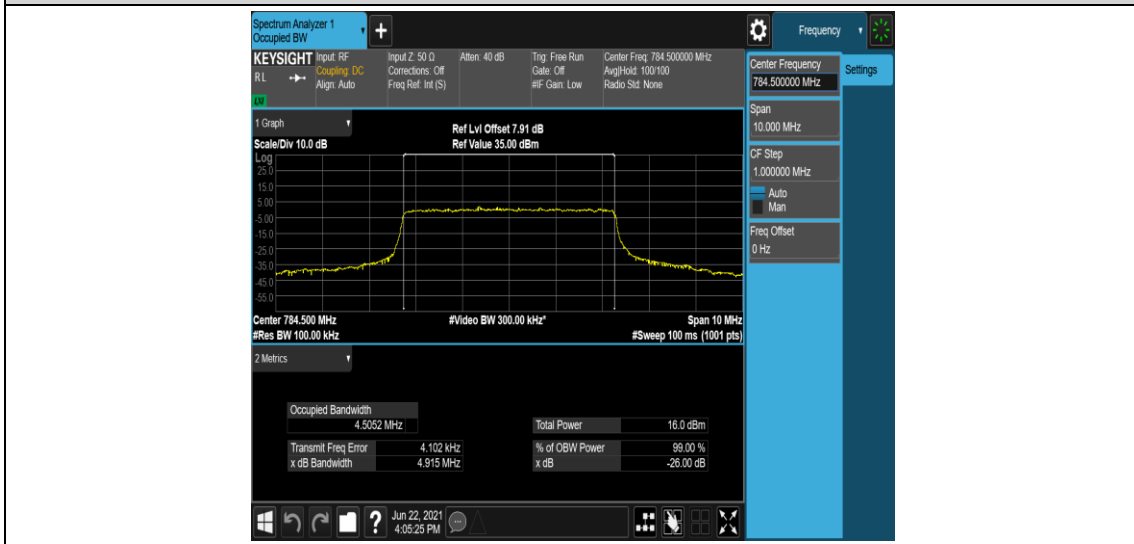 Spectrum Analyzer 1
Occupied BW
+
Frequency
KEYSIGHT
RL
Input: RF
Coupling: DC
Align: Auto
Input Z: 50 Ω
Corrections: Off
Freq Ref: Int (S)
Atten: 40 dB
Trig: Free Run
Gate: Off
#IF Gain: Low
Center Freq: 784.500000 MHz
Avg|Hold: 100/100
Radio Std: None
Center Frequency
784.500000 MHz
Settings
Span
10.000 MHz
CF Step
1.000000 MHz
Auto
Man
Freq Offset
0 Hz
1 Graph
Scale/Div 10.0 dB
Ref Lvl Offset 7.91 dB
Ref Value 35.00 dBm
Log
25.0
15.0
5.00
-5.00
-15.0
-25.0
-35.0
-45.0
-55.0
Center 784.500 MHz
#Video BW 300.00 kHz*
Span 10 MHz
#Res BW 100.00 kHz
#Sweep 100 ms (1001 pts)
2 Metrics
Occupied Bandwidth
4.5052 MHz
Total Power 16.0 dBm
Transmit Freq Error 4.102 kHz
% of OBW Power 99.00 %
x dB Bandwidth 4.915 MHz
x dB -26.00 dB
?
Jun 22, 2021
4:05:25 PM